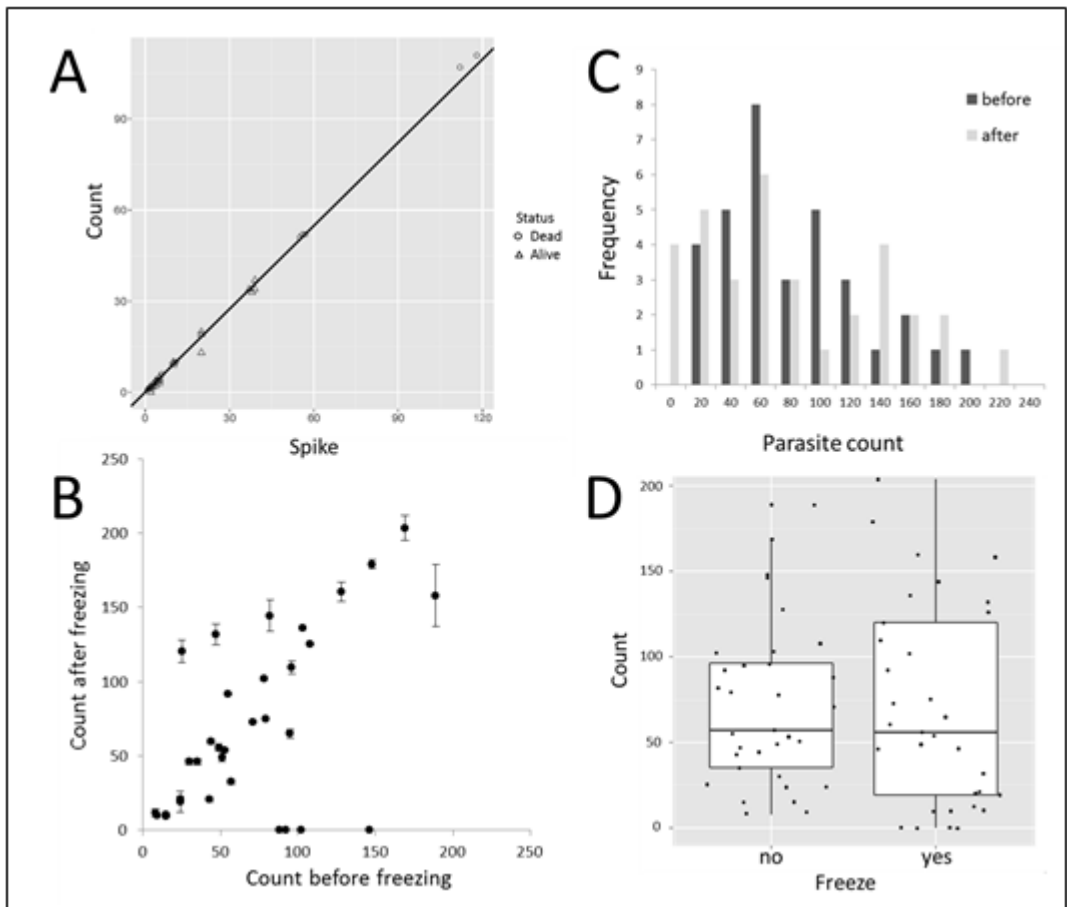 A
Count
90
60
30
0
0
30
60
90
120
Spike
Status
Dead
Alive
C
Frequency
9
8
7
6
5
4
3
2
1
0
before
after
0 20 40 60 80 100 120 140 160 180 200 220 240
Parasite count
B
Count after freezing
250
200
150
100
50
0
0 50 100 150 200 250
Count before freezing
D
Count
200
150
100
50
0
no yes
Freeze